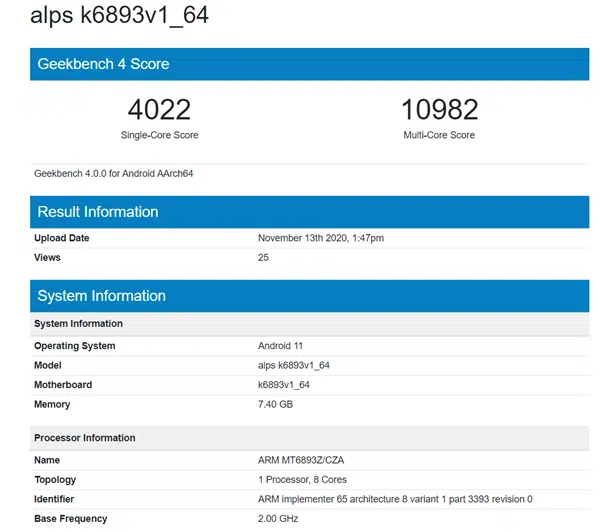 alps k6893v1_64
Geekbench 4 Score
4022 10982
Single-Core Score Multi-Core Score
Geekbench 4.0.0 for Android AArch64
Result Information
Upload Date November 13th 2020, 1:47pm
Views 25
System Information
System Information
Operating System Android 11
Model alps k6893v1_64
Motherboard k6893v1_64
Memory 7.40 GB
Processor Information
Name ARM MT6893Z/CZA
Topology 1 Processor, 8 Cores
Identifier ARM implementer 65 architecture 8 variant 1 part 3393 revision 0
Base Frequency 2.00 GHz